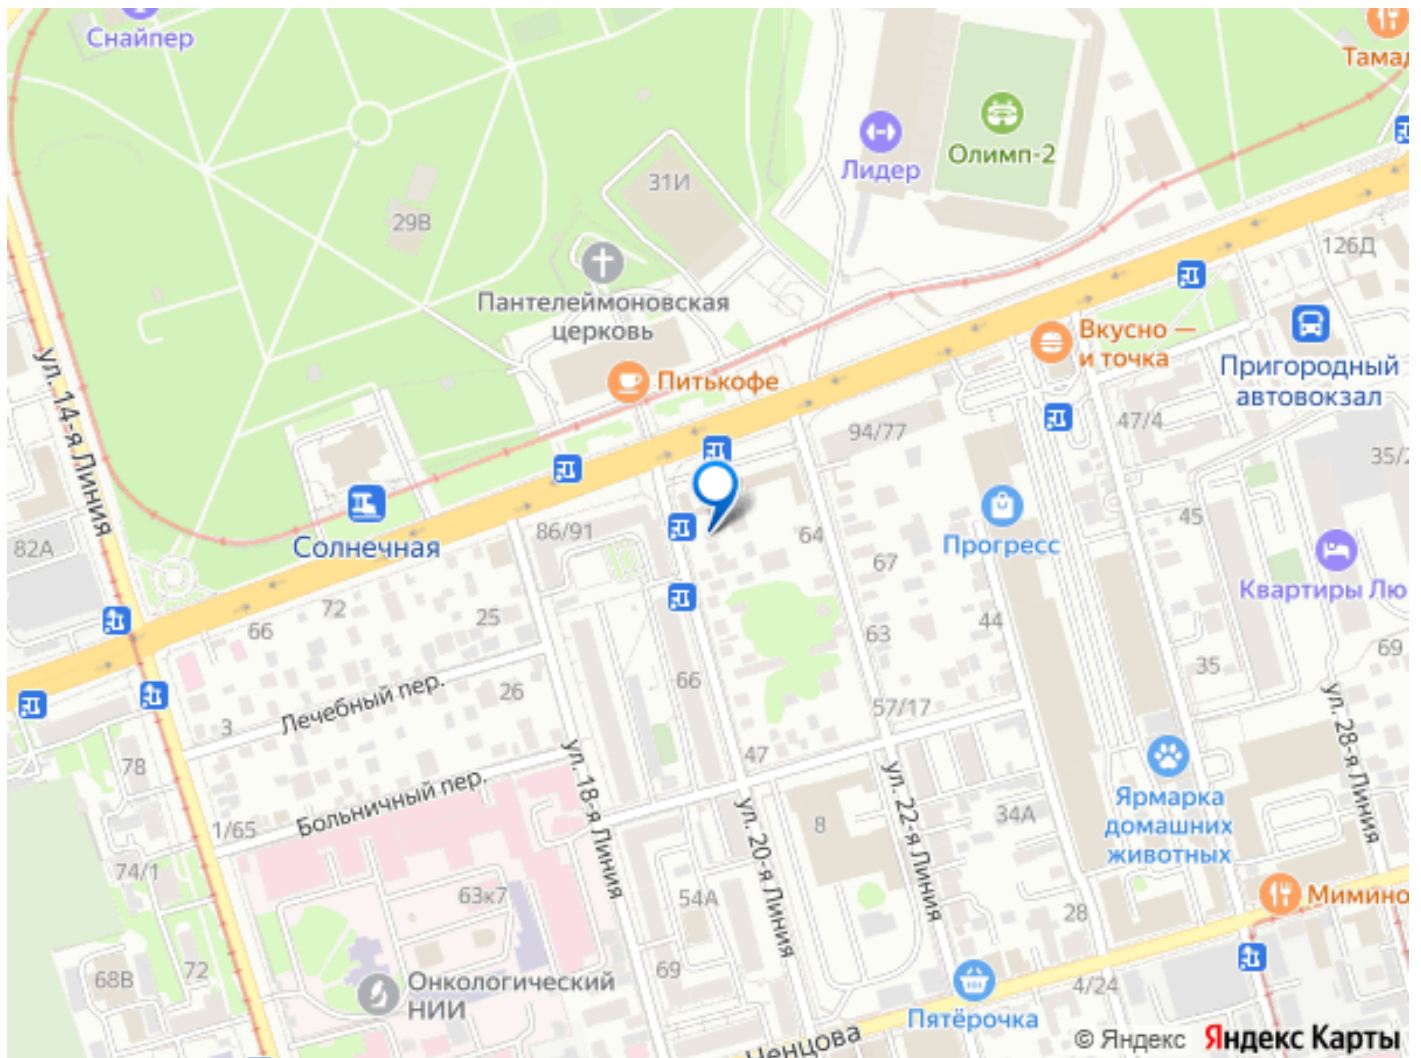 Снайпер
Тамад
Олимп-2
Лидер
31И
29В
126Д
Пантелеймоновская
церковь
Вкусно —
и точка
Пригородный
автовокзал
Питькофе
ул. 14-я Линия
47/4
94/77
35/2
86/91
45
82А
Солнечная
64
Прогресс
67
Квартиры Лю
72
25
66
44
63
69
35
66
26
Лечебный пер.
57/17
3
ул. 28-я Линия
47
78
ул. 18-я Линия
ул. 22-я Линия
Больничный пер.
ул. 20-я Линия
Ярмарка
домашних
животных
34А
8
1/65
74/1
63к7
54А
Мимино
28
72
68В
69
Онкологический
НИИ
4/24
Пятёрочка
Ченцова
© Яндекс Яндекс Карты